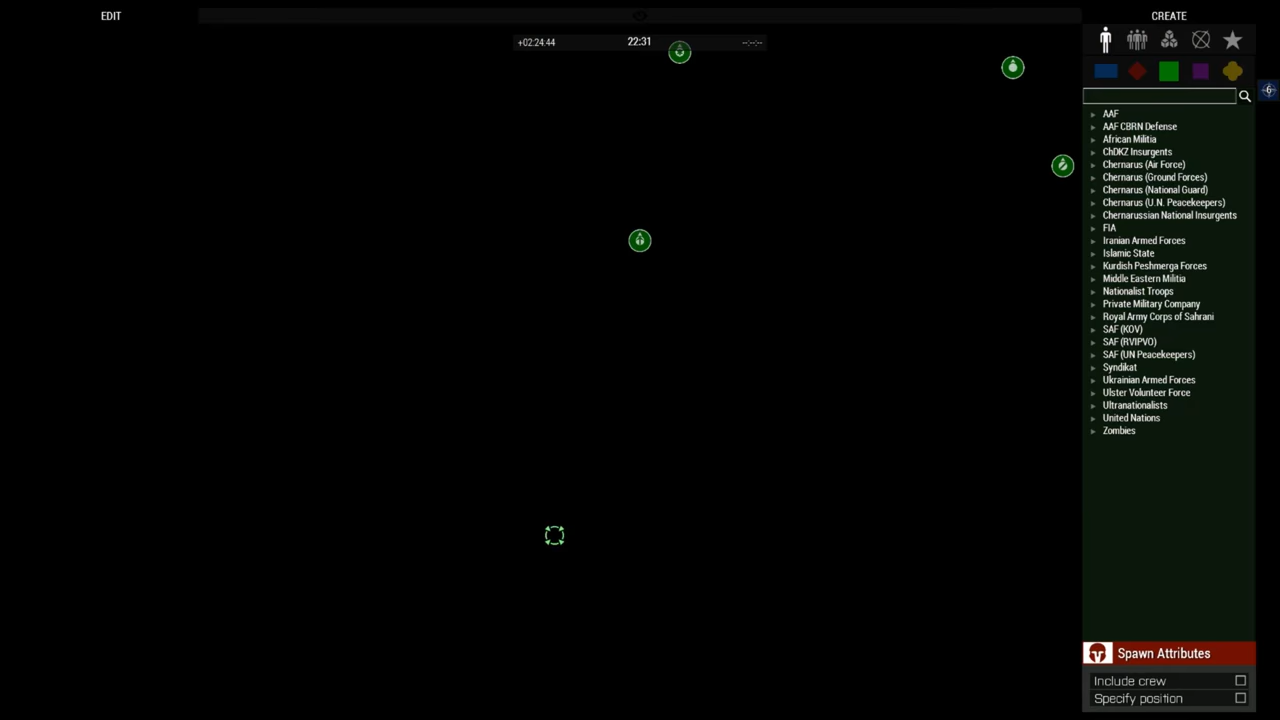 EDIT
CREATE
+02:24:44
22:31
--:--:--
6
AAF
AAF CBRN Defense
African Militia
ChDKZ Insurgents
Chernarus (Air Force)
Chernarus (Ground Forces)
Chernarus (National Guard)
Chernarus (U.N. Peacekeepers)
Chernarussian National Insurgents
FIA
Iranian Armed Forces
Islamic State
Kurdish Peshmerga Forces
Middle Eastern Militia
Nationalist Troops
Private Military Company
Royal Army Corps of Sahrani
SAF (KOV)
SAF (RVIPVO)
SAF (UN Peacekeepers)
Syndikat
Ukrainian Armed Forces
Ulster Volunteer Force
Ultranationalists
United Nations
Zombies
Spawn Attributes
Include crew
Specify position